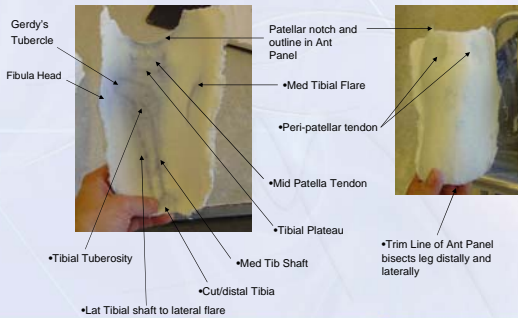 Gerdy's
Tubercle
Fibula Head
Patellar notch and
outline in Ant
Panel
•Med Tibial Flare
•Peri-patellar tendon
•Mid Patella Tendon
•Tibial Plateau
•Tibial Tuberosity
•Med Tib Shaft
•Cut/distal Tibia
•Lat Tibial shaft to lateral flare
•Trim Line of Ant Panel
bisects leg distally and
laterally